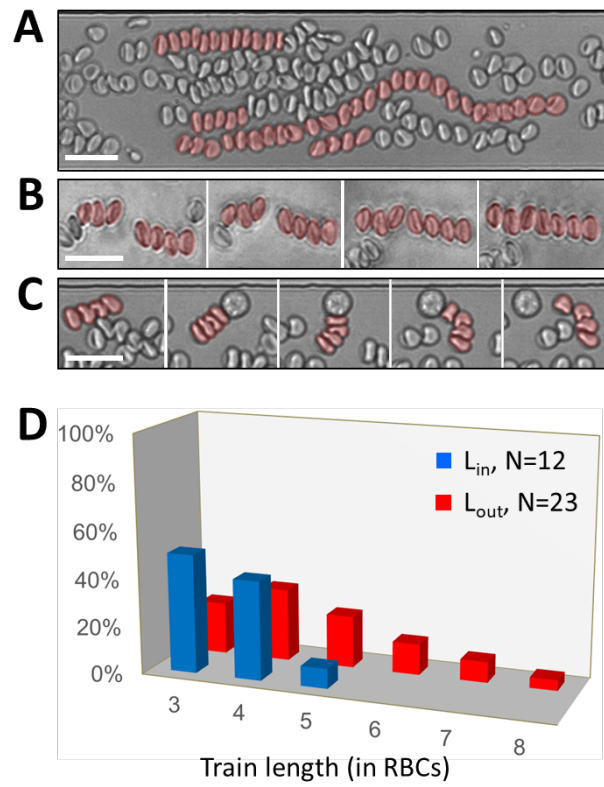 A
B
C
D
100%
80%
60%
40%
20%
0%
L_in, N=12
L_out, N=23
3
4
5
6
7
8
Train length (in RBCs)